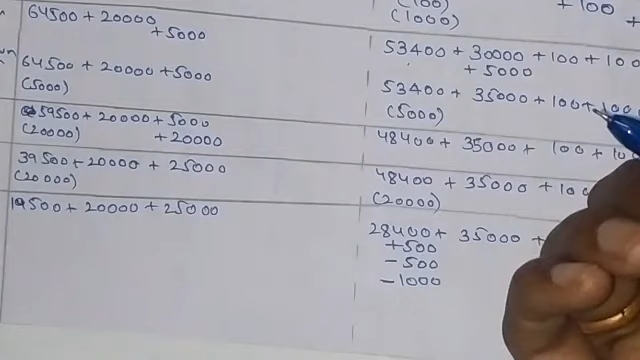 64500 + 20000
+ 5000
64500 + 20000 + 5000
(5000)
59500 + 20000 + 5000
(20000) + 20000
39500 + 20000 + 25000
(20000)
19500 + 20000 + 25000
(100)
(1000)
+ 100
+
53400 + 30000 + 100 + 100
+ 5000
53400 + 35000 + 100 + 100
(5000)
48400 + 35000 + 100 + 100
48400 + 35000 + 100
(20000)
28400 + 35000 +
+ 500
- 500
- 1000